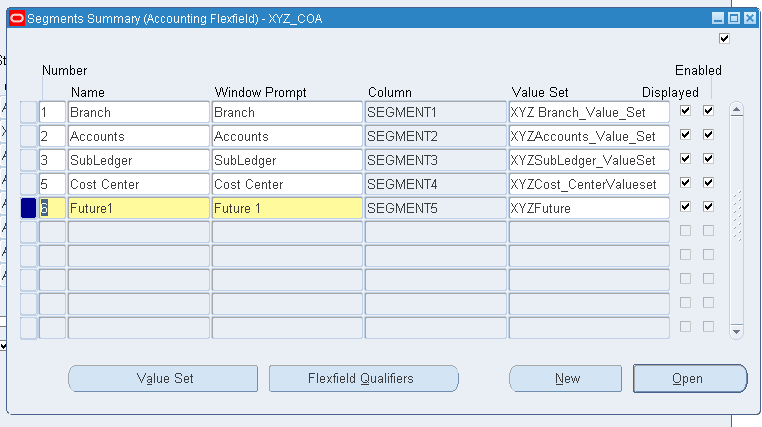 Segments Summary (Accounting Flexfield) - XYZ_COA
Number Enabled
Name Window Prompt Column Value Set Displayed
1 Branch Branch SEGMENT1 XYZ Branch_Value_Set
2 Accounts Accounts SEGMENT2 XYZAccounts_Value_Set
3 SubLedger SubLedger SEGMENT3 XYZSubLedger_ValueSet
5 Cost Center Cost Center SEGMENT4 XYZCost_CenterValueset
6 Future1 Future 1 SEGMENT5 XYZFuture
Value Set Flexfield Qualifiers New Open